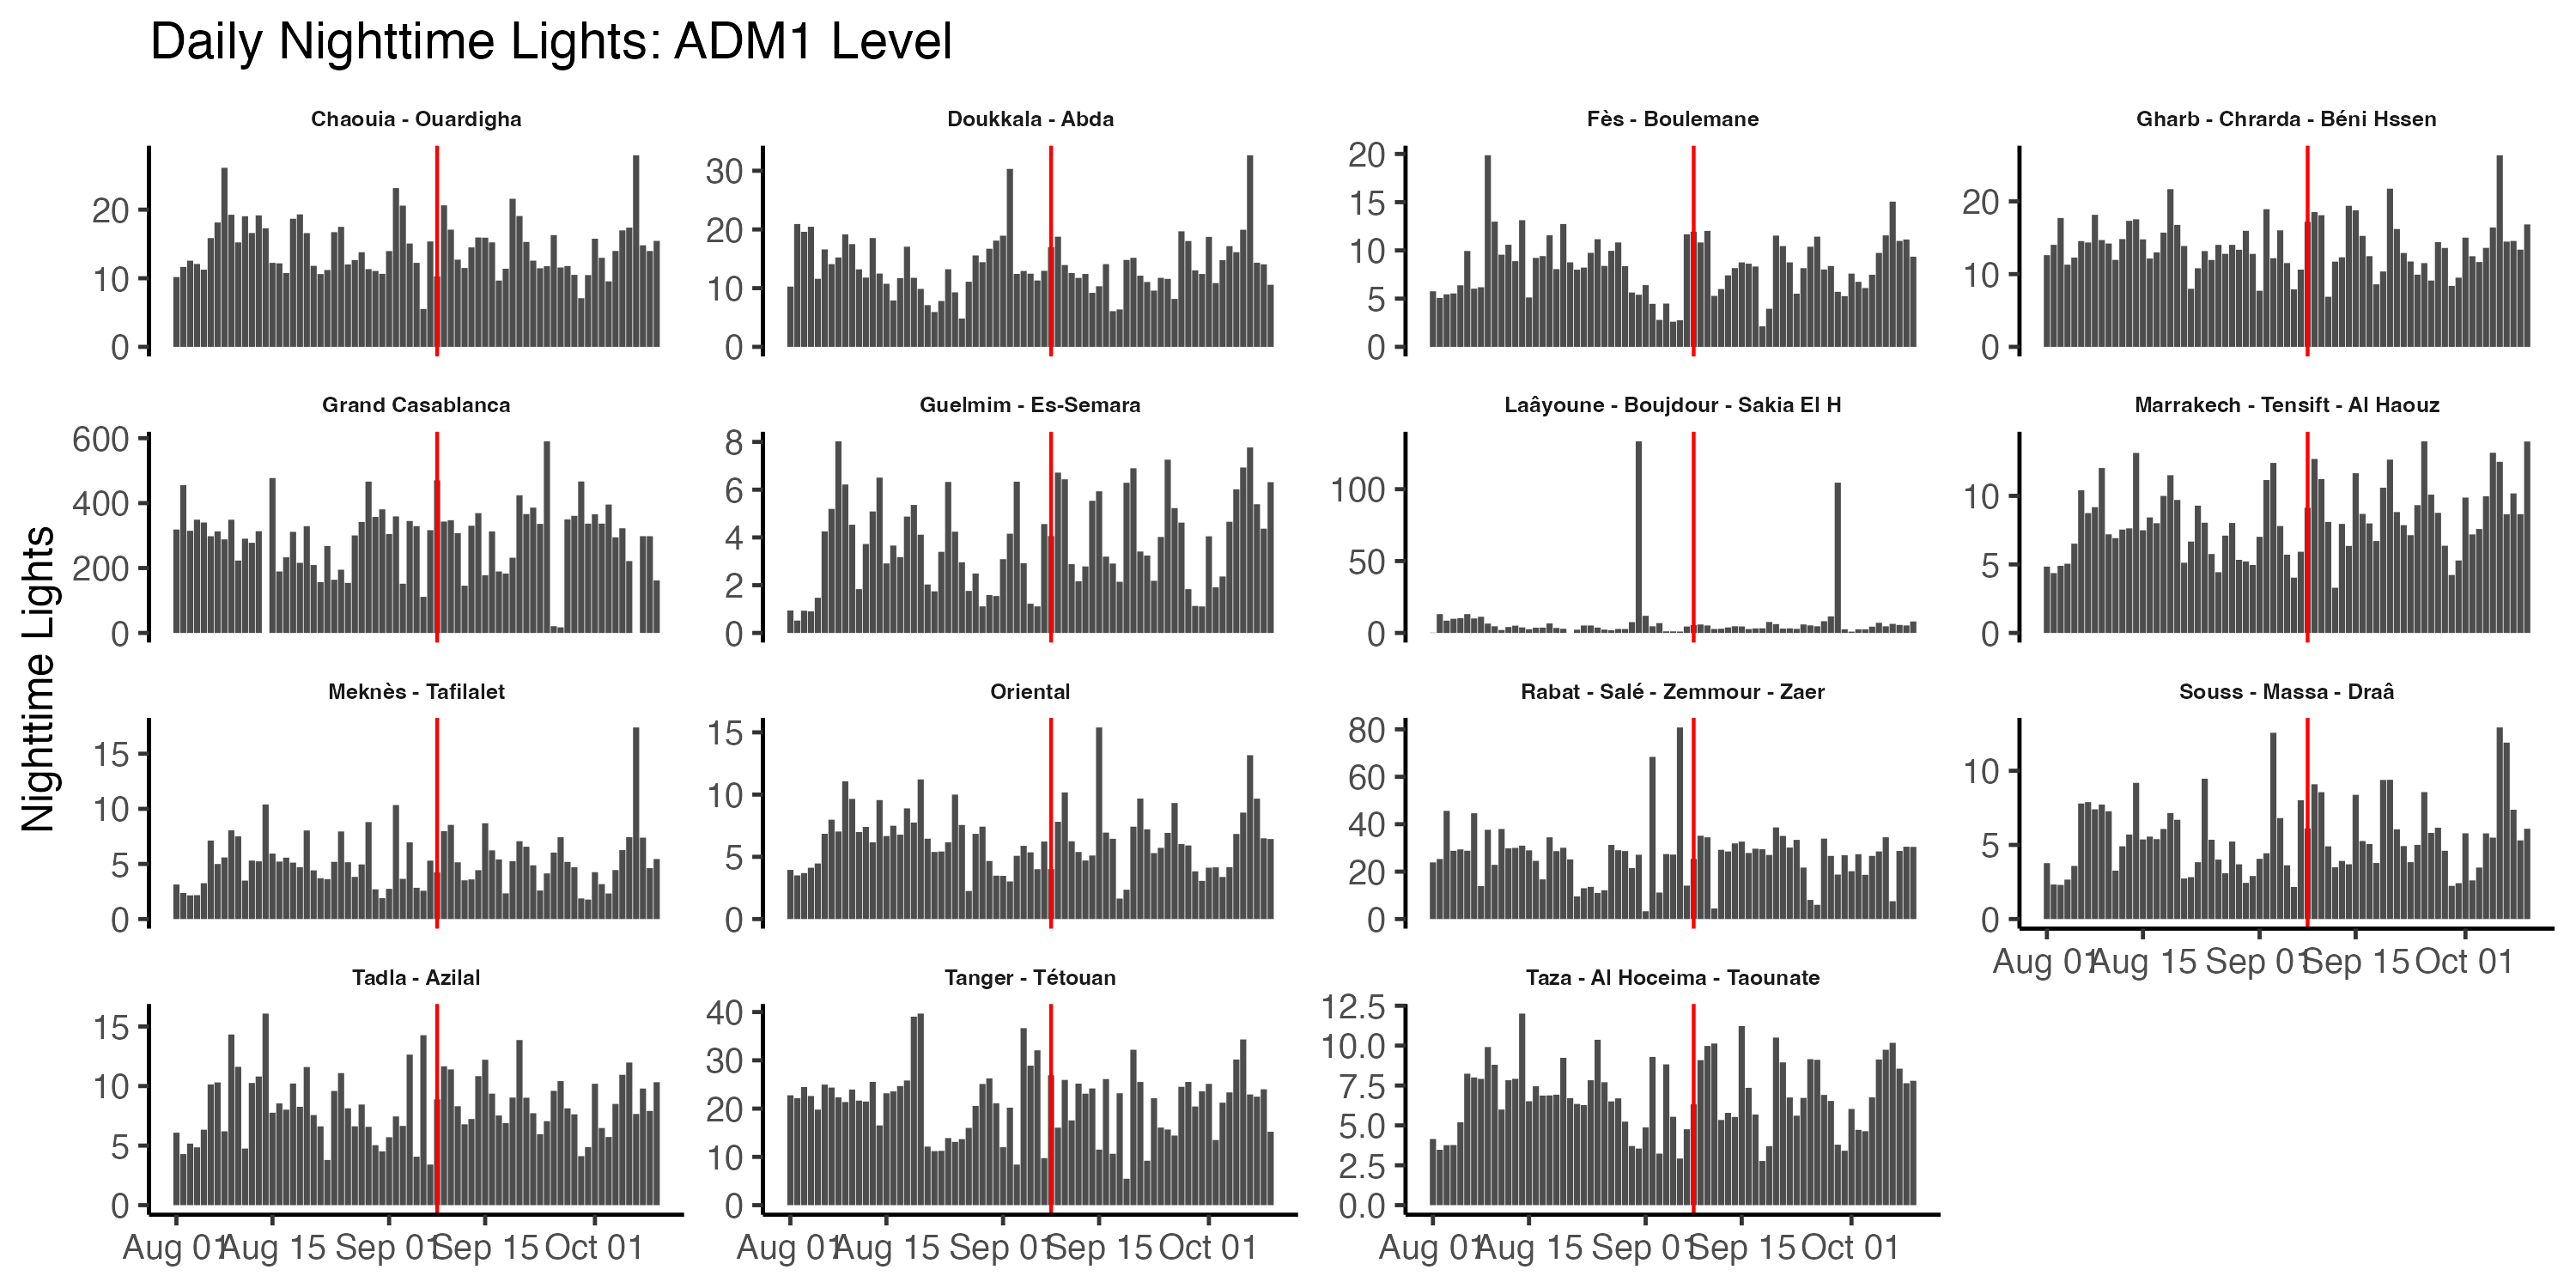 Daily Nighttime Lights: ADM1 Level
Nighttime Lights
Chaouia - Ouardigha
20
10
0
Doukkala - Abda
30
20
10
0
Fès - Boulemane
20
15
10
5
0
Gharb - Chrarda - Béni Hssen
20
10
0
Grand Casablanca
600
400
200
0
Guelmim - Es-Semara
8
6
4
2
0
Laâyoune - Boujdour - Sakia El H
100
50
0
Marrakech - Tensift - Al Haouz
10
5
0
Meknès - Tafilalet
15
10
5
0
Oriental
15
10
5
0
Rabat - Salé - Zemmour - Zaer
80
60
40
20
0
Souss - Massa - Draâ
10
5
0
Aug 01 Aug 15 Sep 01 Sep 15 Oct 01
Tadla - Azilal
15
10
5
0
Aug 01 Aug 15 Sep 01 Sep 15 Oct 01
Tanger - Tétouan
40
30
20
10
0
Aug 01 Aug 15 Sep 01 Sep 15 Oct 01
Taza - Al Hoceima - Taounate
12.5
10.0
7.5
5.0
2.5
0.0
Aug 01 Aug 15 Sep 01 Sep 15 Oct 01